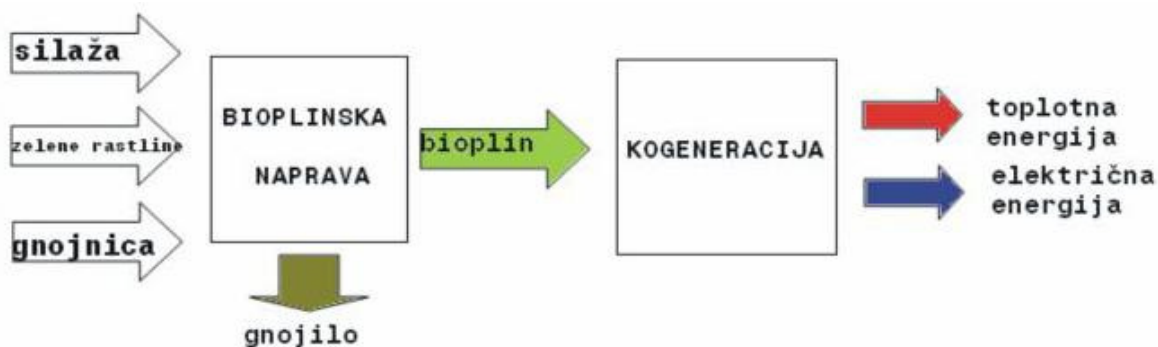 silaža
zelene rastline
gnojnica
BIOPLINSKA
NAPRAVA
gnojilo
bioplin
KOGENERACIJA
toplotna
energija
električna
energija